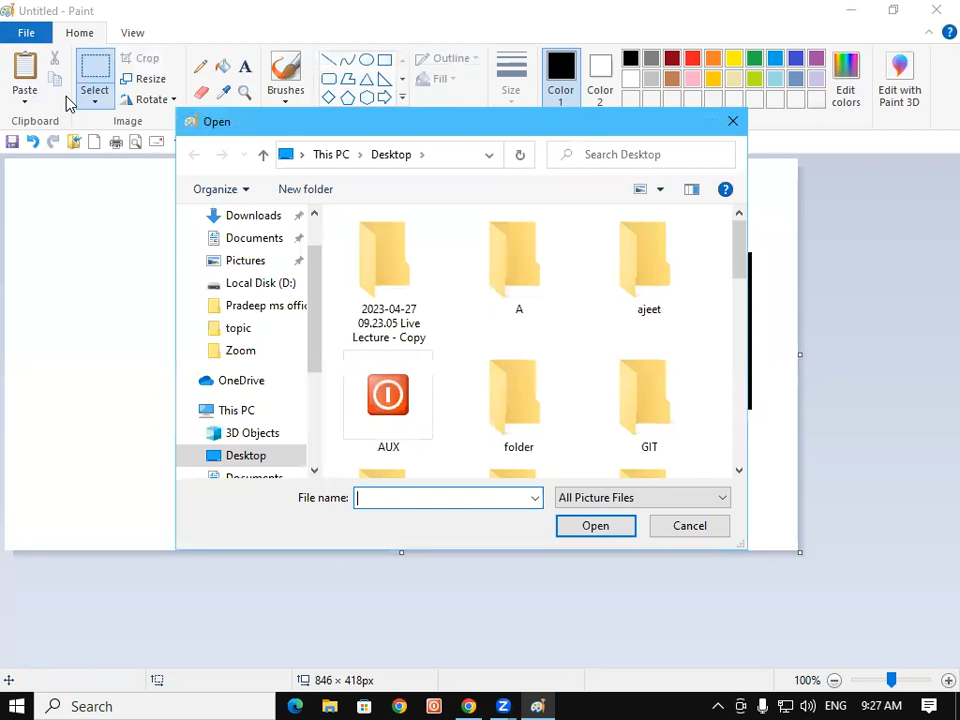 Untitled - Paint
File
Home
View
Paste
Select
Crop
Resize
Rotate
Brushes
Outline
Fill
Size
Color 1
Color 2
Edit colors
Edit with Paint 3D
Clipboard
Image
Open
This PC
Desktop
Search Desktop
Organize
New folder
Downloads
Documents
Pictures
Local Disk (D:)
Pradeep ms offic
topic
Zoom
OneDrive
This PC
3D Objects
Desktop
Documents
2023-04-27
09.23.05 Live
Lecture - Copy
A
ajeet
AUX
folder
GIT
File name:
All Picture Files
Open
Cancel
846 × 418px
100%
Search
ENG
9:27 AM